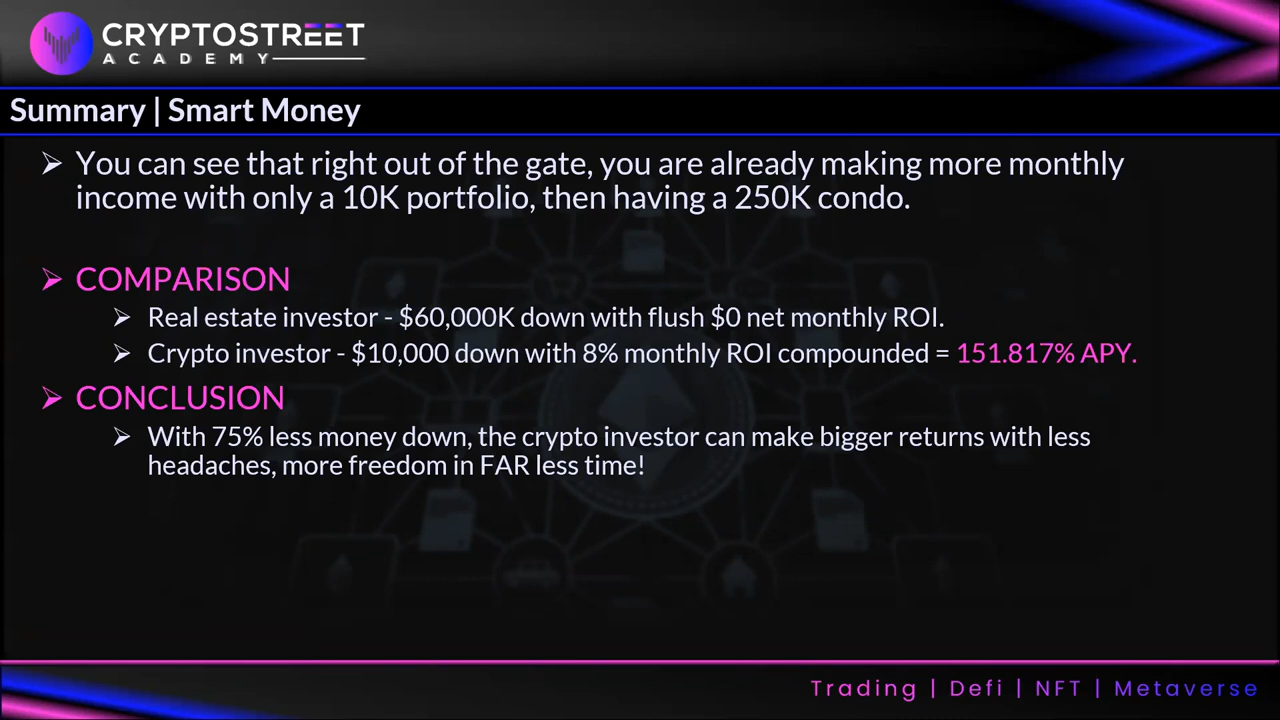 CRYPTOSTREET
ACADEMY
Summary | Smart Money
You can see that right out of the gate, you are already making more monthly
income with only a 10K portfolio, then having a 250K condo.
COMPARISON
Real estate investor - $60,000K down with flush $0 net monthly ROI.
Crypto investor - $10,000 down with 8% monthly ROI compounded = 151.817% APY.
CONCLUSION
With 75% less money down, the crypto investor can make bigger returns with less
headaches, more freedom in FAR less time!
Trading | Defi | NFT | Metaverse